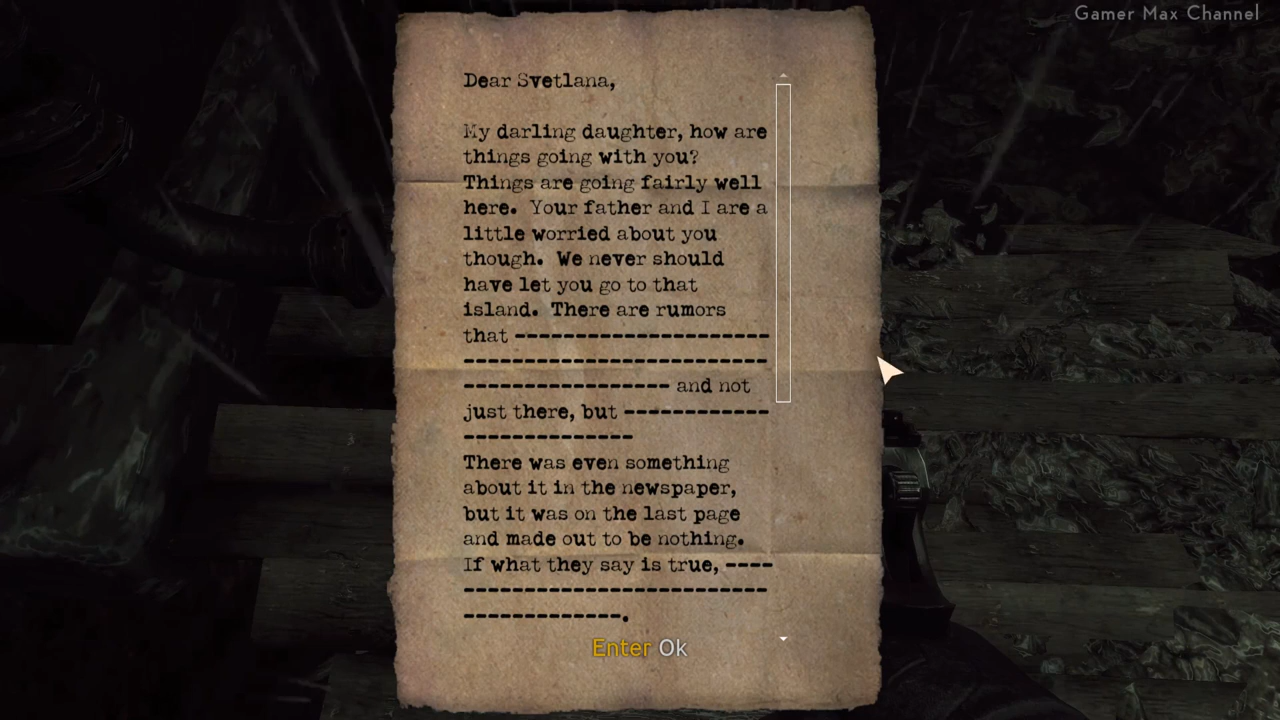 Gamer Max Channel
Dear Svetlana,
My darling daughter, how are
things going with you?
Things are going fairly well
here. Your father and I are a
little worried about you
though. We never should
have let you go to that
island. There are rumors
that ---------------------
-------------------------
----------------- and not
just there, but ------------
--------------
There was even something
about it in the newspaper,
but it was on the last page
and made out to be nothing.
If what they say is true, ----
-------------------------
-------------.
Enter Ok